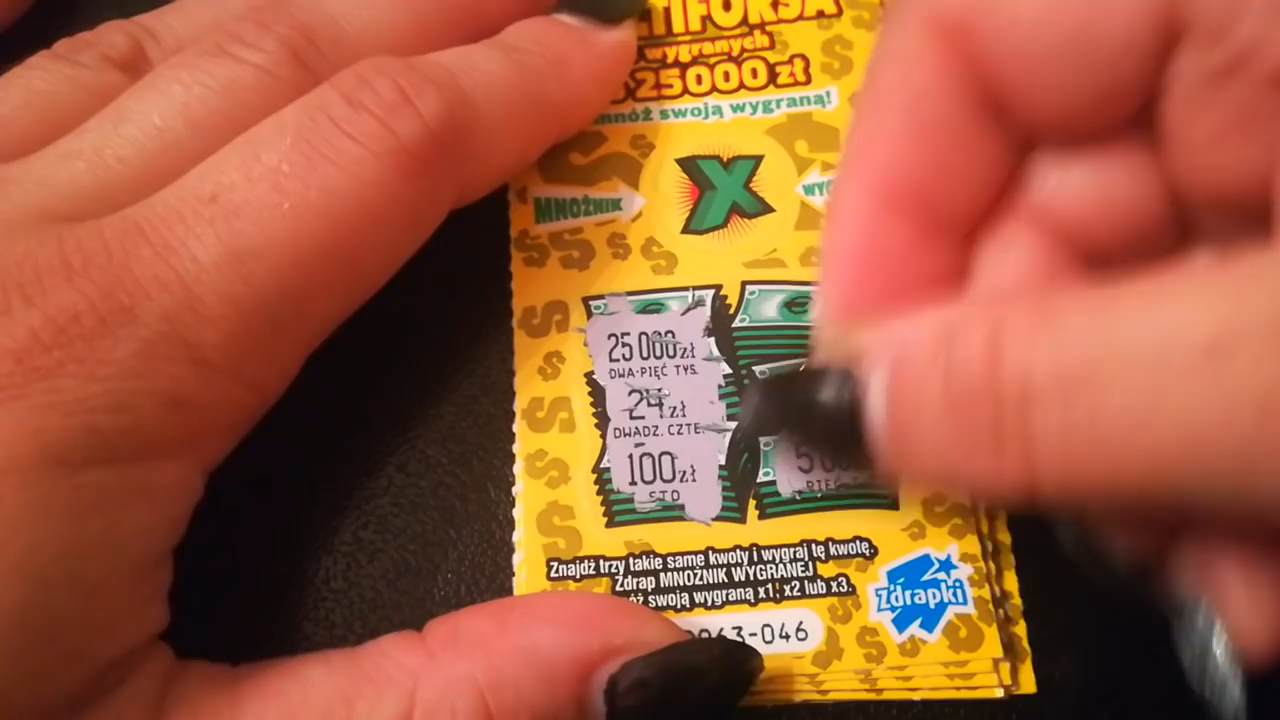 wygranych
25000 zł
swoją wygraną!
MNOŻNIK
X
25 000 zł
DWA-PIĘĆ TYS.
24 zł
DWADZ. CZTE.
100 zł
STO
Znajdź trzy takie same kwoty i wygraj tę kwotę.
Zdrap MNOŻNIK WYGRANEJ
swoją wygraną x1, x2 lub x3.
Zdrapki
63-046